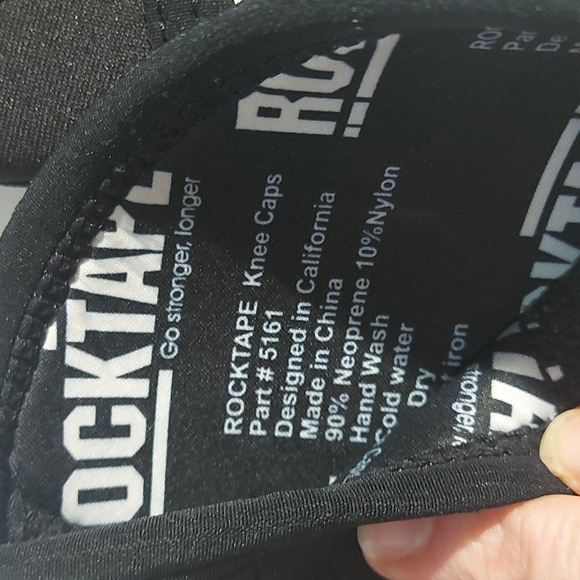 OCKTAPE
Go stronger, longer
ROCKTAPE Knee Caps
Part # 5161
Designed in California
Made in China
90% Neoprene 10%Nylon
Hand Wash
Cold water
Dry
iron